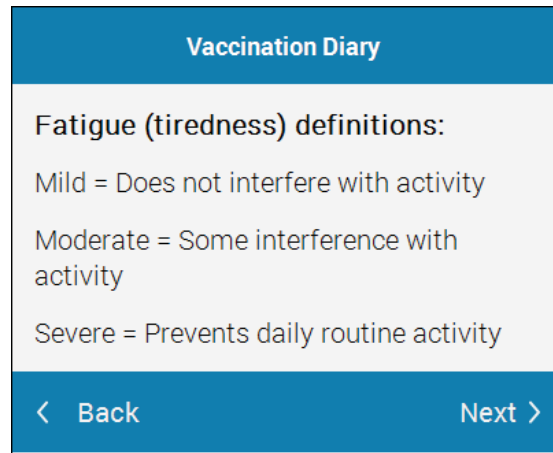 Vaccination Diary
Fatigue (tiredness) definitions:
Mild = Does not interfere with activity
Moderate = Some interference with
activity
Severe = Prevents daily routine activity
Back
Next